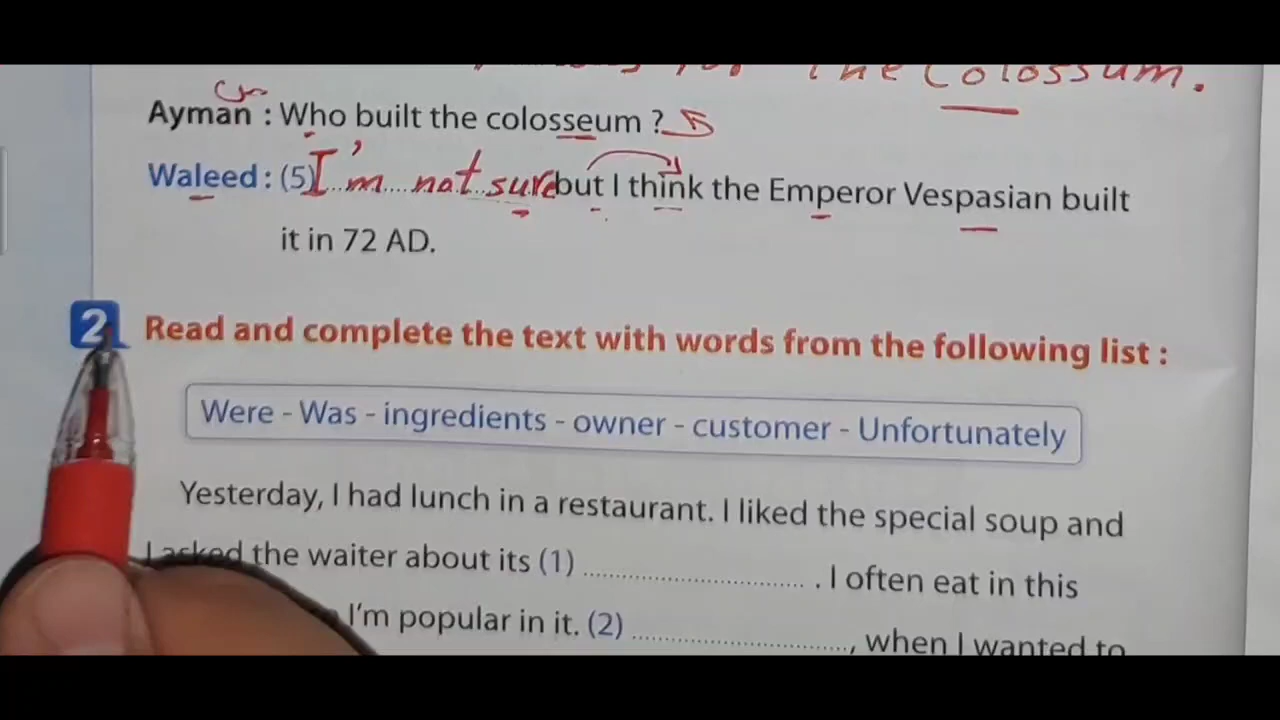 The Colossum.
Ayman : Who built the colosseum ?
Waleed : (5) I'm not sure but I think the Emperor Vespasian built
it in 72 AD.
2 Read and complete the text with words from the following list :
Were - Was - ingredients - owner - customer - Unfortunately
Yesterday, I had lunch in a restaurant. I liked the special soup and
I asked the waiter about its (1) .................... . I often eat in this
I'm popular in it. (2) ...................., when I wanted to